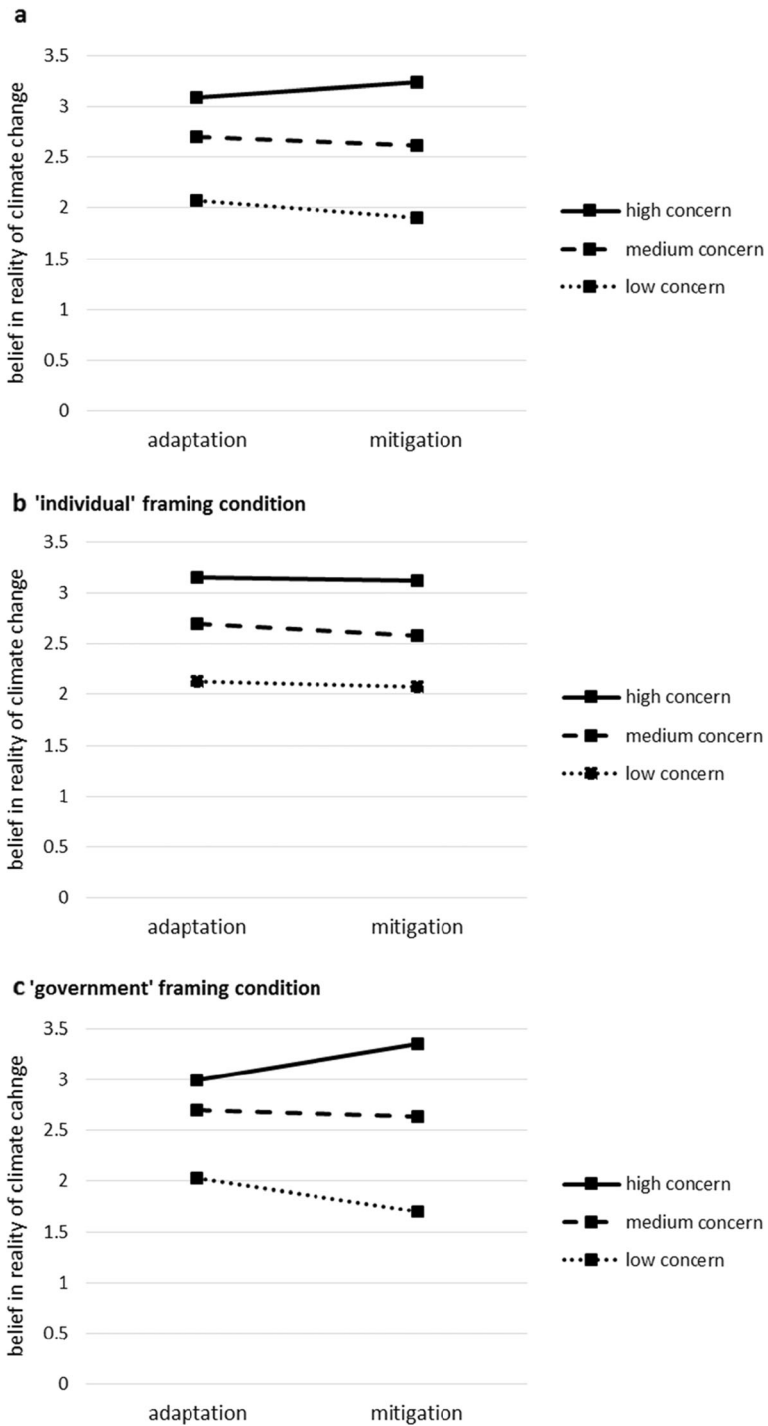 a
belief in reality of climate change
3.5
3
2.5
2
1.5
1
0.5
0
adaptation mitigation
high concern
medium concern
low concern
b 'individual' framing condition
belief in reality of climate change
3.5
3
2.5
2
1.5
1
0.5
0
adaptation mitigation
high concern
medium concern
low concern
c 'government' framing condition
belief in reality of climate cahnge
3.5
3
2.5
2
1.5
1
0.5
0
adaptation mitigation
high concern
medium concern
low concern